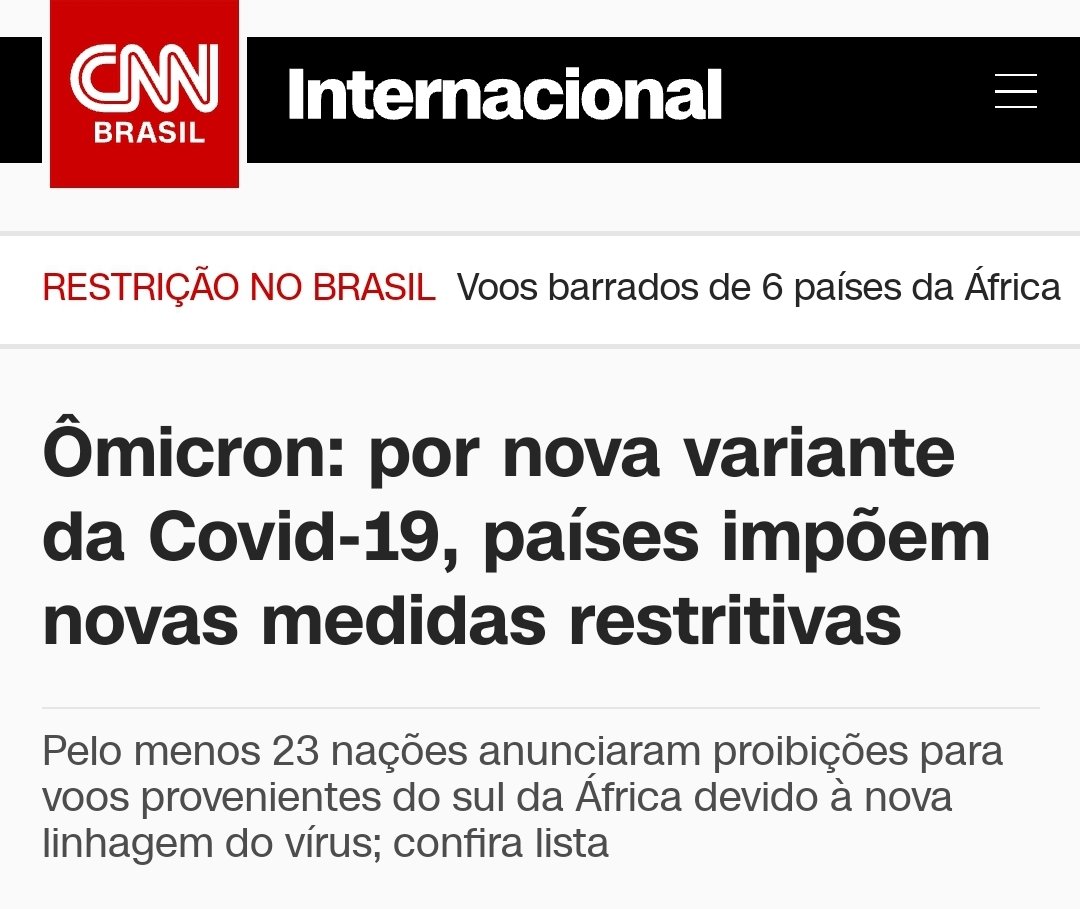 CNN
BRASIL
Internacional
RESTRIÇÃO NO BRASIL Voos barrados de 6 países da África
Ômicron: por nova variante
da Covid-19, países impõem
novas medidas restritivas
Pelo menos 23 nações anunciaram proibições para
voos provenientes do sul da África devido à nova
linhagem do vírus; confira lista